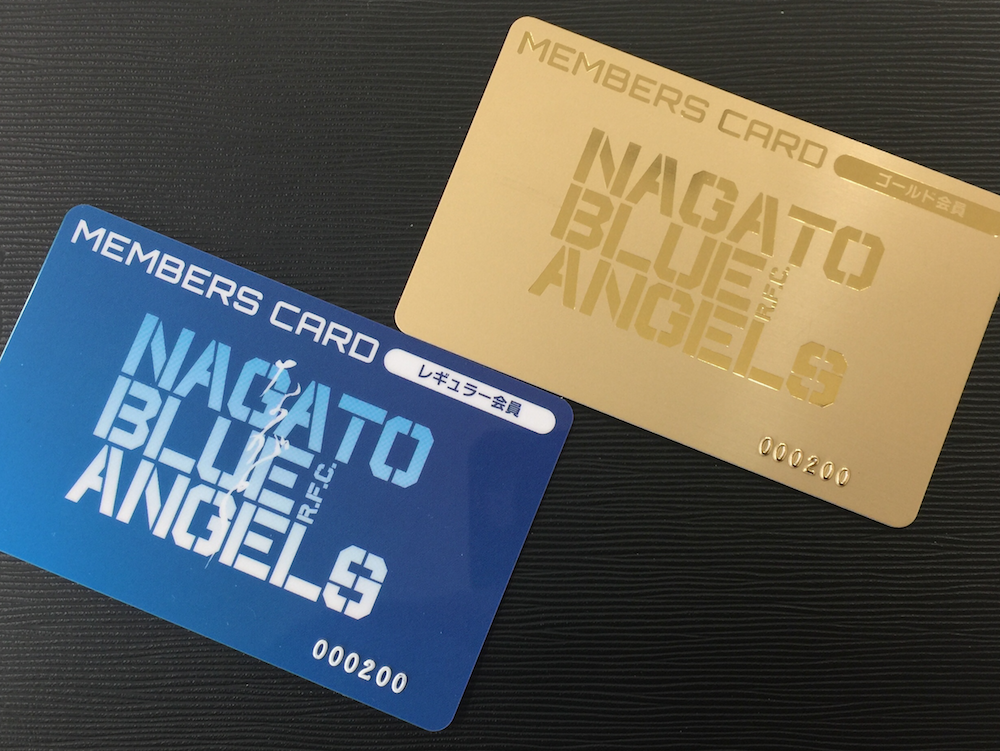 MEMBERS CARD
ゴールド会員
NAGATO
BLUE
R.F.C.
ANGELS
000200
MEMBERS CARD
レギュラー会員
NAGATO
BLUE
R.F.C.
ANGELS
000200